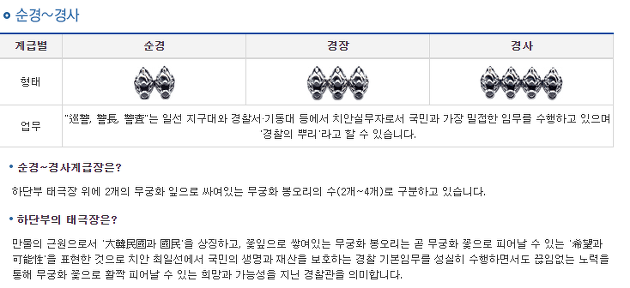 순경~경사
계급별 순경 경장 경사
형태
업무 "巡警, 警長, 警査"는 일선 지구대와 경찰서·기동대 등에서 치안실무자로서 국민과 가장 밀접한 임무를 수행하고 있으며
'경찰의 뿌리'라고 할 수 있습니다.
순경~경사계급장은?
하단부 태극장 위에 2개의 무궁화 잎으로 싸여있는 무궁화 봉오리의 수(2개~4개)로 구분하고 있습니다.
하단부의 태극장은?
만물의 근원으로서 '大韓民國과 國民'을 상징하고, 꽃잎으로 쌓여있는 무궁화 봉오리는 곧 무궁화 꽃으로 피어날 수 있는 '希望과
可能性'을 표현한 것으로 치안 최일선에서 국민의 생명과 재산을 보호하는 경찰 기본임무를 성실히 수행하면서도 끊임없는 노력을
통해 무궁화 꽃으로 활짝 피어날 수 있는 희망과 가능성을 지닌 경찰관을 의미합니다.